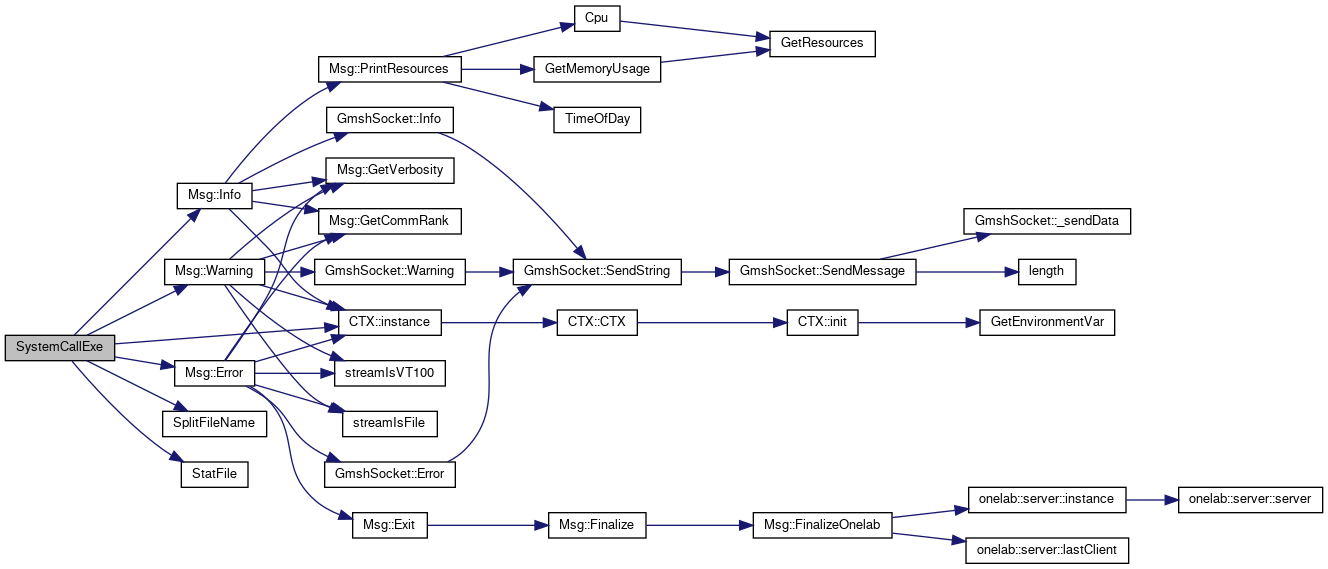 Cpu
GetResources
Msg::PrintResources
GetMemoryUsage
GmshSocket::Info
TimeOfDay
Msg::GetVerbosity
Msg::Info
Msg::GetCommRank
GmshSocket::_sendData
Msg::Warning
GmshSocket::Warning
GmshSocket::SendString
GmshSocket::SendMessage
length
CTX::instance
CTX::CTX
CTX::init
GetEnvironmentVar
SystemCallExe
Msg::Error
streamIsVT100
SplitFileName
streamIsFile
StatFile
GmshSocket::Error
onelab::server::instance
onelab::server::server
Msg::Exit
Msg::Finalize
Msg::FinalizeOnelab
onelab::server::lastClient